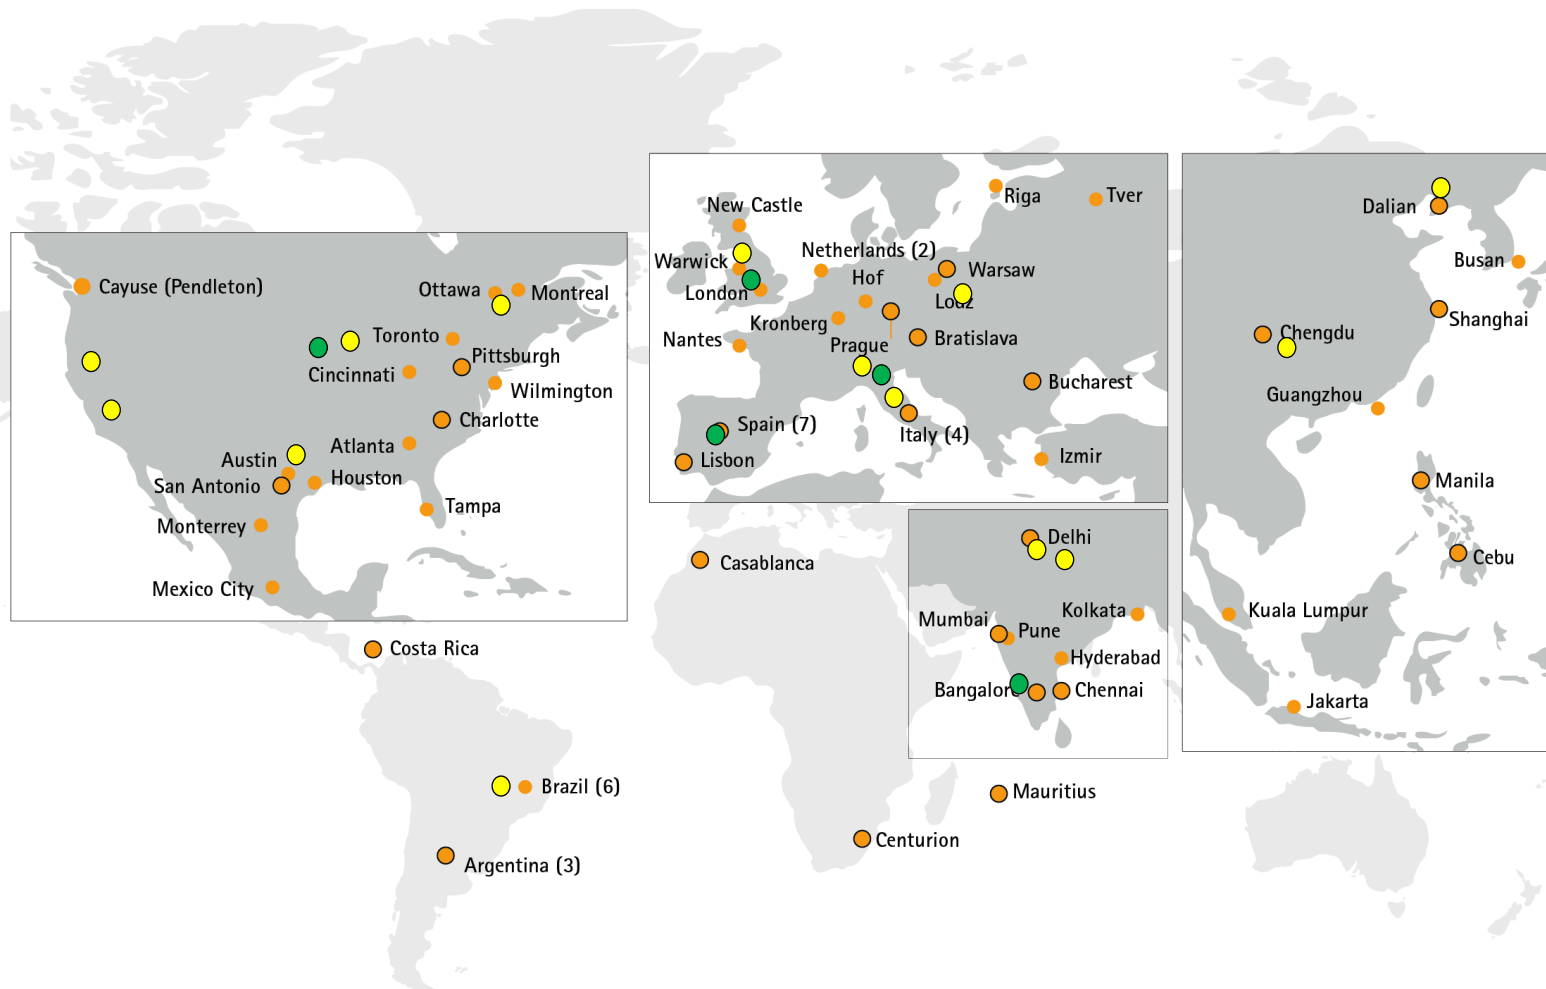 Cayuse (Pendleton)
Ottawa
Montreal
Toronto
Pittsburgh
Cincinnati
Wilmington
Charlotte
Atlanta
Austin
Houston
San Antonio
Tampa
Monterrey
Mexico City
Costa Rica
Brazil (6)
Argentina (3)
New Castle
Riga
Tver
Warwick
Netherlands (2)
Warsaw
Hof
London
Lodz
Kronberg
Nantes
Prague
Bratislava
Bucharest
Spain (7)
Italy (4)
Lisbon
Izmir
Casablanca
Delhi
Kolkata
Mumbai
Pune
Hyderabad
Bangalore
Chennai
Mauritius
Centurion
Dalian
Busan
Shanghai
Chengdu
Guangzhou
Manila
Cebu
Kuala Lumpur
Jakarta